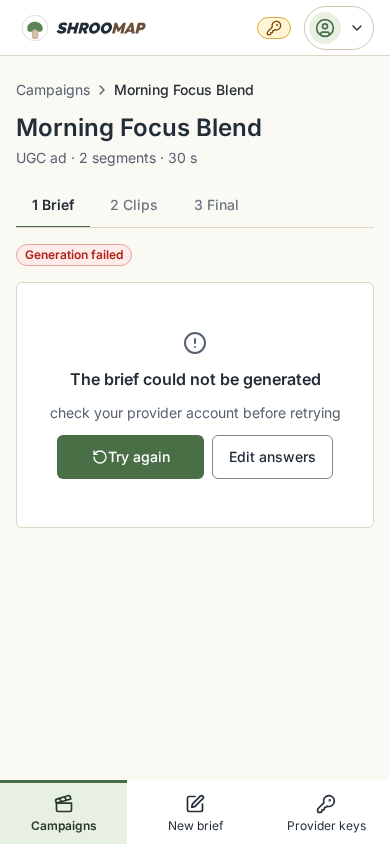 SHROOMAP
Campaigns > Morning Focus Blend
Morning Focus Blend
UGC ad · 2 segments · 30 s
1 Brief 2 Clips 3 Final
Generation failed
The brief could not be generated
check your provider account before retrying
Try again Edit answers
Campaigns New brief Provider keys